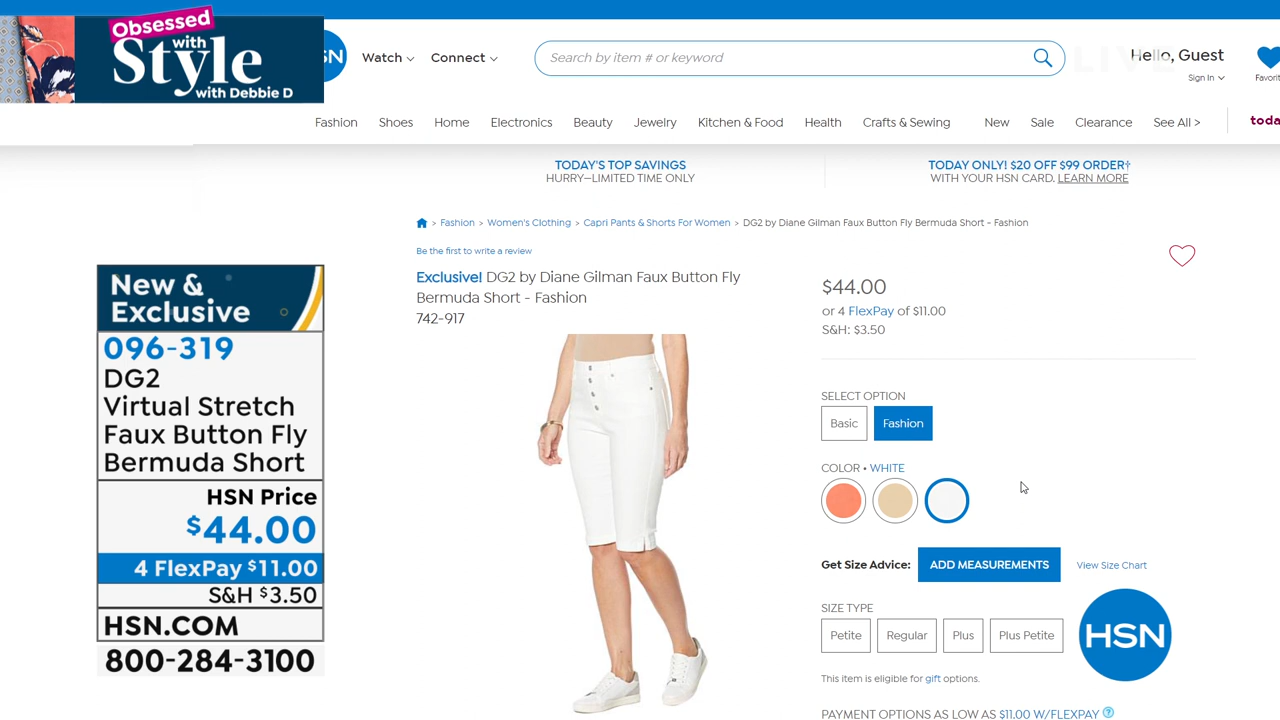 Obsessed
with
Style
with Debbie D
SN
Watch
Connect
Search by item # or keyword
LIVE
Hello, Guest
Sign In
Favorit
Fashion
Shoes
Home
Electronics
Beauty
Jewelry
Kitchen & Food
Health
Crafts & Sewing
New
Sale
Clearance
See All >
toda
TODAY'S TOP SAVINGS
HURRY—LIMITED TIME ONLY
TODAY ONLY! $20 OFF $99 ORDER†
WITH YOUR HSN CARD. LEARN MORE
> Fashion > Women's Clothing > Capri Pants & Shorts For Women > DG2 by Diane Gilman Faux Button Fly Bermuda Short - Fashion
Be the first to write a review
Exclusive! DG2 by Diane Gilman Faux Button Fly
Bermuda Short - Fashion
742-917
$44.00
or 4 FlexPay of $11.00
S&H: $3.50
SELECT OPTION
Basic
Fashion
COLOR • WHITE
Get Size Advice:
ADD MEASUREMENTS
View Size Chart
SIZE TYPE
Petite
Regular
Plus
Plus Petite
HSN
This item is eligible for gift options.
PAYMENT OPTIONS AS LOW AS $11.00 W/FLEXPAY ?
New &
Exclusive
096-319
DG2
Virtual Stretch
Faux Button Fly
Bermuda Short
HSN Price
$44.00
4 FlexPay $11.00
S&H $3.50
HSN.COM
800-284-3100